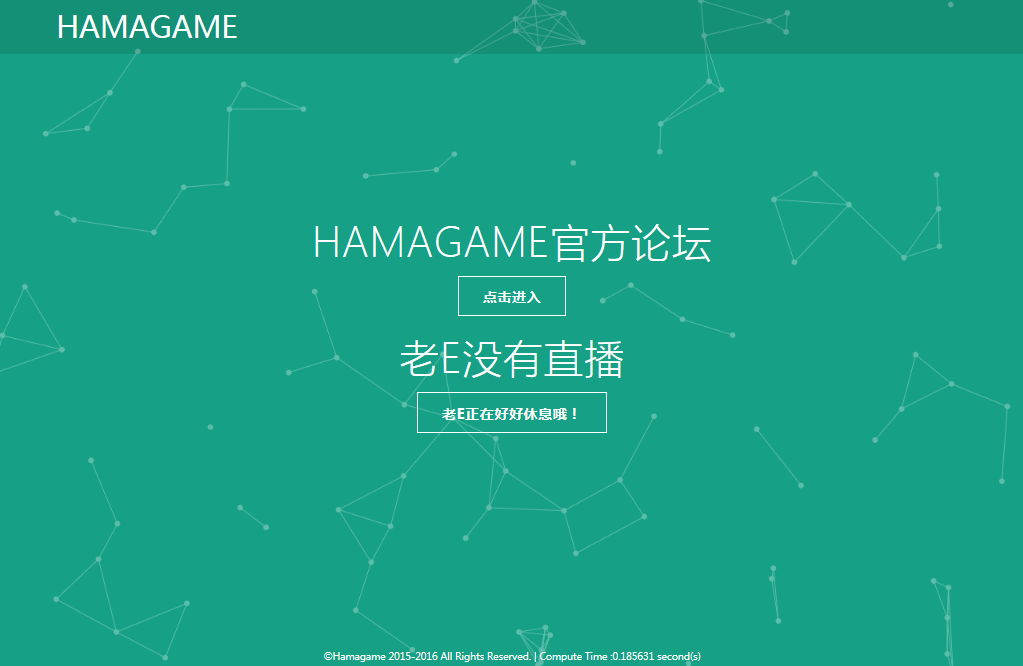 HAMAGAME
HAMAGAME官方论坛
点击进入
老E没有直播
老E正在好好休息哦！
©Hamagame 2015-2016 All Rights Reserved. | Compute Time :0.185631 second(s)